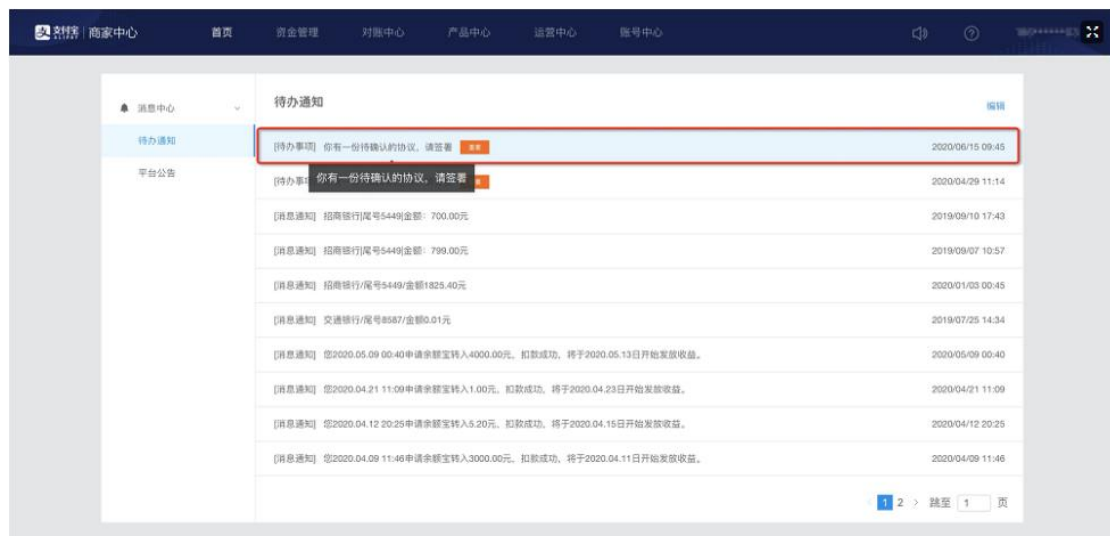 支付宝 商家中心 首页 资金管理 对账中心 产品中心 运营中心 账号中心
消息中心
待办通知
平台公告
待办通知 编辑
[待办事项] 你有一份待确认的协议，请签署 2020/06/15 09:45
你有一份待确认的协议，请签署
[待办事 2020/04/29 11:14
[消息通知] 招商银行|尾号5449|金额：700.00元 2019/09/10 17:43
[消息通知] 招商银行|尾号5449|金额：799.00元 2019/09/07 10:57
[消息通知] 招商银行/尾号5449/金额1825.40元 2020/01/03 00:45
[消息通知] 交通银行/尾号8587/金额0.01元 2019/07/25 14:34
[消息通知] 您2020.05.09 00:40申请余额宝转入4000.00元，扣款成功，将于2020.05.13日开始发放收益。 2020/05/09 00:40
[消息通知] 您2020.04.21 11:09申请余额宝转入1.00元，扣款成功，将于2020.04.23日开始发放收益。 2020/04/21 11:09
[消息通知] 您2020.04.12 20:25申请余额宝转入5.20元，扣款成功，将于2020.04.15日开始发放收益。 2020/04/12 20:25
[消息通知] 您2020.04.09 11:46申请余额宝转入3000.00元，扣款成功，将于2020.04.11日开始发放收益。 2020/04/09 11:46
1 2 > 跳至 1 页